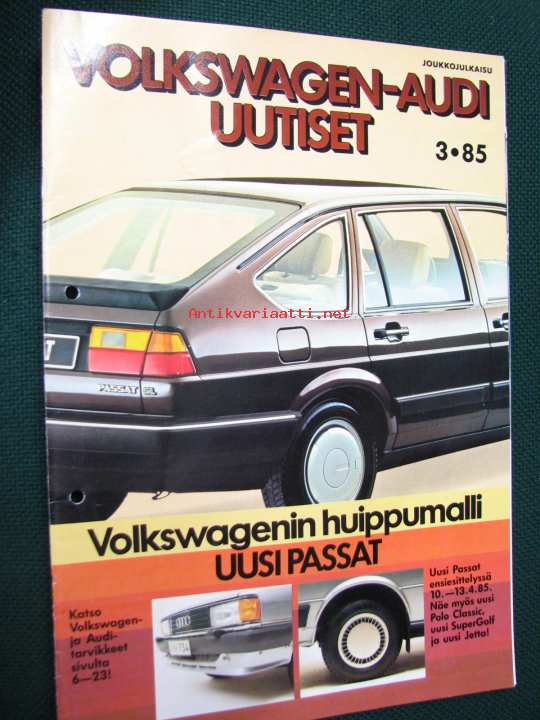 JOUKKOJULKAISU
VOLKSWAGEN-AUDI
UUTISET
3•85
Antikvariaatti.net
PASSAT GL
Volkswagenin huippumalli
UUSI PASSAT
Katso
Volkswagen-
ja Audi-
tarvikkeet
sivulta
6—23!
Uusi Passat
ensiesittelyssä
10.—13.4.85.
Näe myös uusi
Polo Classic,
uusi SuperGolf
ja uusi Jetta!